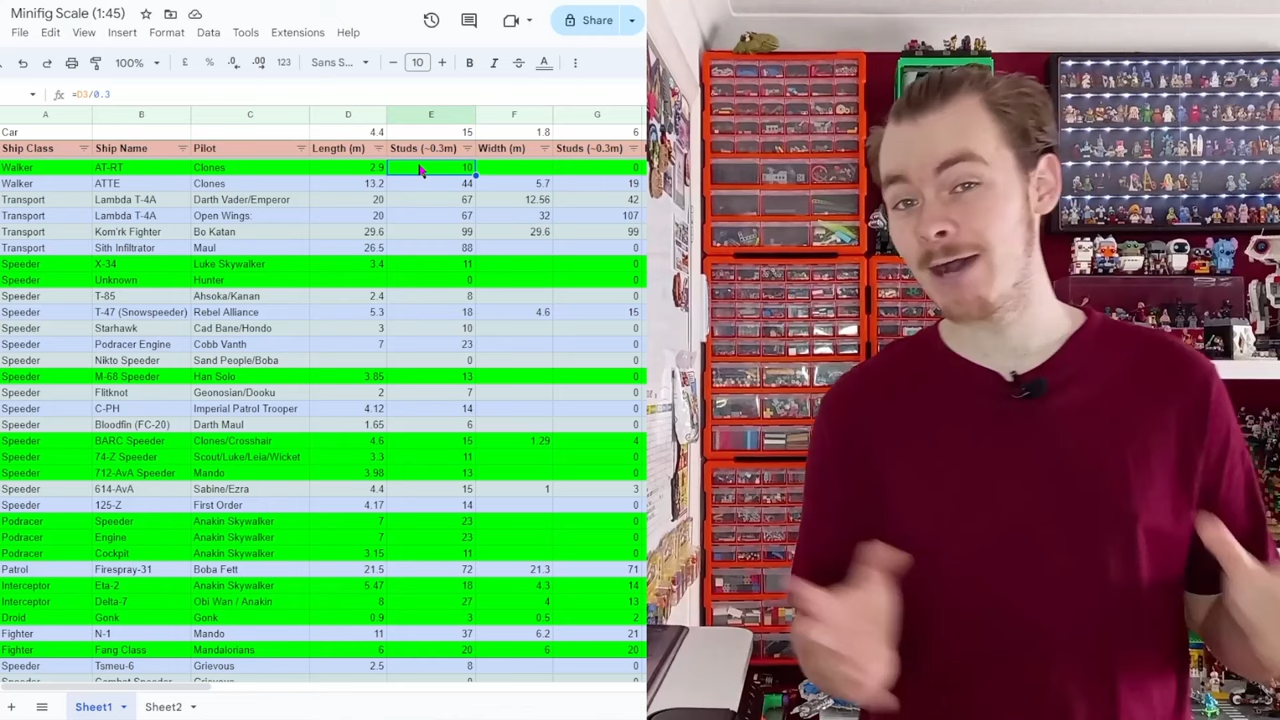 Minifig Scale (1:45)
Share
File Edit View Insert Format Data Tools Extensions Help
100% £ % .0 .00 123 Sans S... 10 B I A
fx =D3/0.3
A B C D E F G
Car 4.4 15 1.8 6
Ship Class Ship Name Pilot Length (m) Studs (~0.3m) Width (m) Studs (~0.3m)
Walker AT-RT Clones 2.9 10 0
Walker ATTE Clones 13.2 44 5.7 19
Transport Lambda T-4A Darth Vader/Emperor 20 67 12.56 42
Transport Lambda T-4A Open Wings: 20 67 32 107
Transport Kom'rk Fighter Bo Katan 29.6 99 29.6 99
Transport Sith Infiltrator Maul 26.5 88 0
Speeder X-34 Luke Skywalker 3.4 11 0
Speeder Unknown Hunter 0 0
Speeder T-85 Ahsoka/Kanan 2.4 8 0
Speeder T-47 (Snowspeeder) Rebel Alliance 5.3 18 4.6 15
Speeder Starhawk Cad Bane/Hondo 3 10 0
Speeder Podracer Engine Cobb Vanth 7 23 0
Speeder Nikto Speeder Sand People/Boba 0 0
Speeder M-68 Speeder Han Solo 3.85 13 0
Speeder Flitknot Geonosian/Dooku 2 7 0
Speeder C-PH Imperial Patrol Trooper 4.12 14 0
Speeder Bloodfin (FC-20) Darth Maul 1.65 6 0
Speeder BARC Speeder Clones/Crosshair 4.6 15 1.29 4
Speeder 74-Z Speeder Scout/Luke/Leia/Wicket 3.3 11 0
Speeder 712-AvA Speeder Mando 3.98 13 0
Speeder 614-AvA Sabine/Ezra 4.4 15 1 3
Speeder 125-Z First Order 4.17 14 0
Podracer Speeder Anakin Skywalker 7 23 0
Podracer Engine Anakin Skywalker 7 23 0
Podracer Cockpit Anakin Skywalker 3.15 11 0
Patrol Firespray-31 Boba Fett 21.5 72 21.3 71
Interceptor Eta-2 Anakin Skywalker 5.47 18 4.3 14
Interceptor Delta-7 Obi Wan / Anakin 8 27 4 13
Droid Gonk Gonk 0.9 3 0.5 2
Fighter N-1 Mando 11 37 6.2 21
Fighter Fang Class Mandalorians 6 20 6 20
Speeder Tsmeu-6 Grievous 2.5 8 0
Sheet1 Sheet2